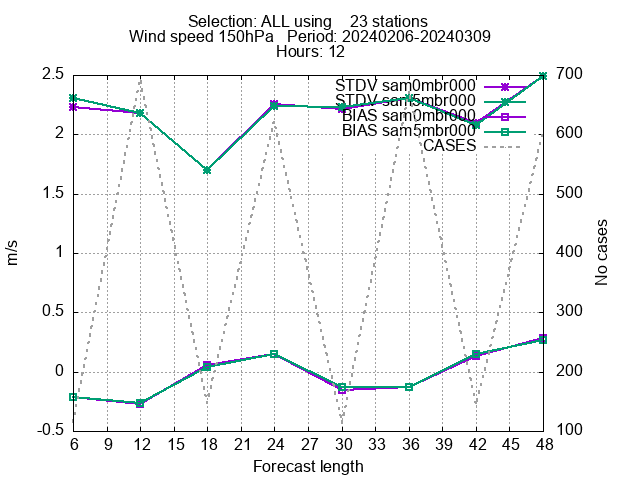 Selection: ALL using    23 stations
Wind speed 150hPa   Period: 20240206-20240309
Hours: 12
STDV sam0mbr000
STDV sam5mbr000
BIAS sam0mbr000
BIAS sam5mbr000
CASES
2.5
2
1.5
1
0.5
0
-0.5
m/s
700
600
500
400
300
200
100
No cases
6 9 12 15 18 21 24 27 30 33 36 39 42 45 48
Forecast length